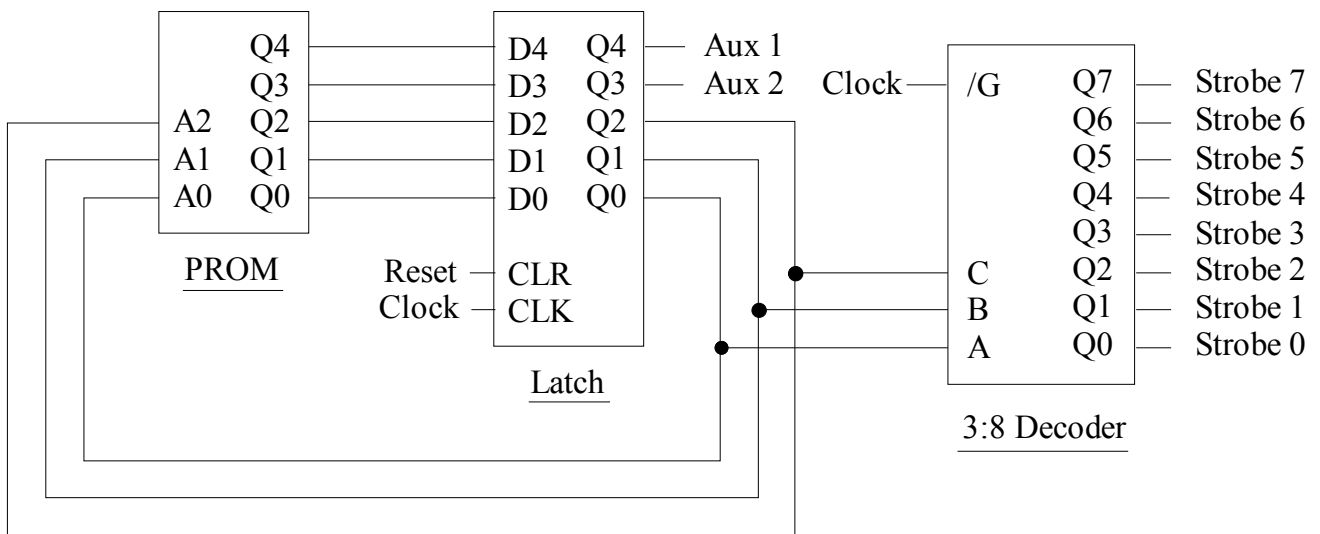 Q4
Q3
A2 Q2
A1 Q1
A0 Q0
PROM
D4 Q4
D3 Q3
D2 Q2
D1 Q1
D0 Q0
Reset CLR
Clock CLK
Latch
Aux 1
Aux 2
Clock /G Q7 Strobe 7
Q6 Strobe 6
Q5 Strobe 5
Q4 Strobe 4
Q3 Strobe 3
C Q2 Strobe 2
B Q1 Strobe 1
A Q0 Strobe 0
3:8 Decoder